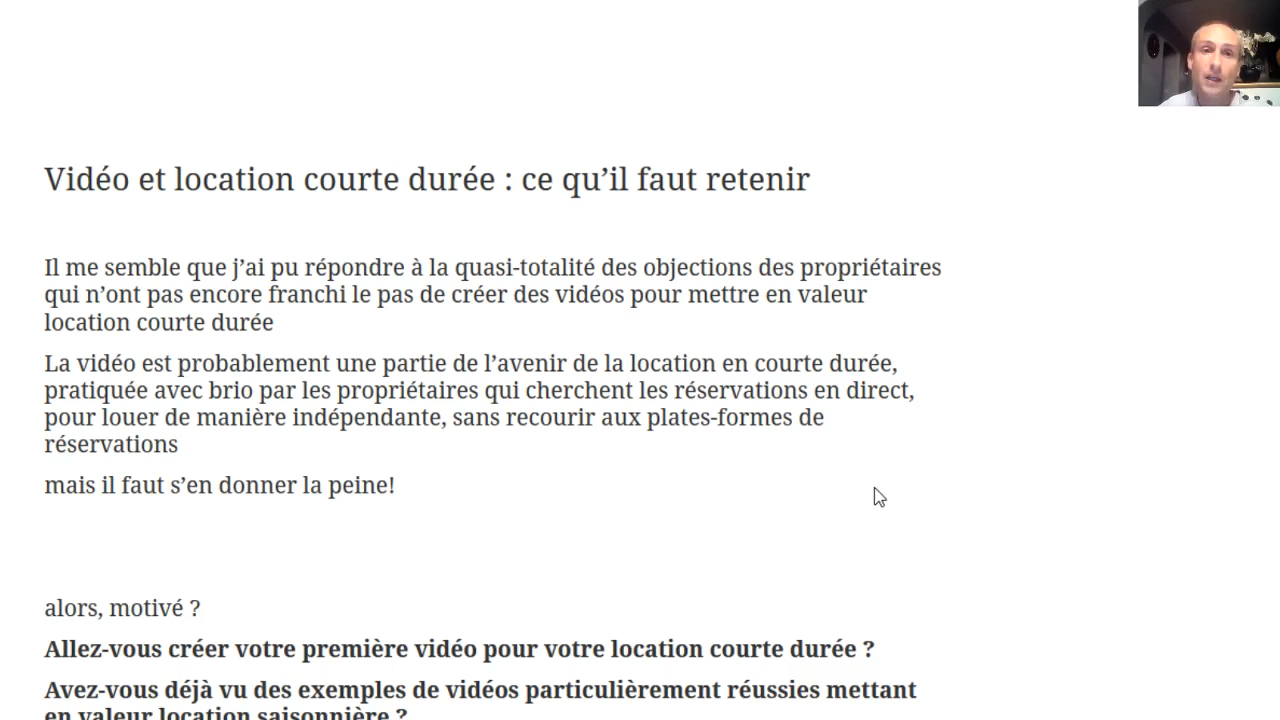 Vidéo et location courte durée : ce qu’il faut retenir
Il me semble que j’ai pu répondre à la quasi-totalité des objections des propriétaires
qui n’ont pas encore franchi le pas de créer des vidéos pour mettre en valeur
location courte durée
La vidéo est probablement une partie de l’avenir de la location en courte durée,
pratiquée avec brio par les propriétaires qui cherchent les réservations en direct,
pour louer de manière indépendante, sans recourir aux plates-formes de
réservations
mais il faut s’en donner la peine!
alors, motivé ?
Allez-vous créer votre première vidéo pour votre location courte durée ?
Avez-vous déjà vu des exemples de vidéos particulièrement réussies mettant
en valeur location saisonnière ?